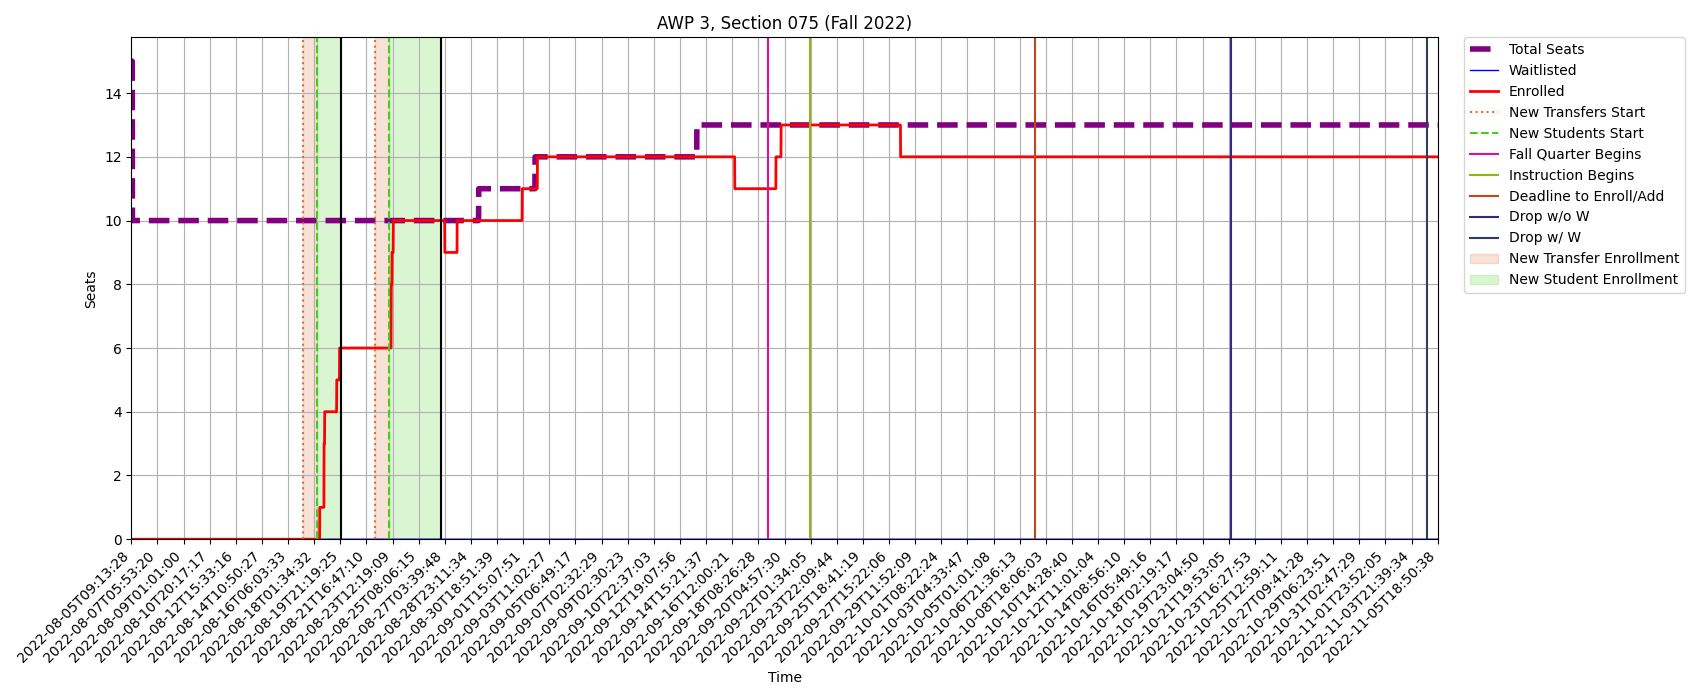 AWP 3, Section 075 (Fall 2022)
Total Seats
Waitlisted
Enrolled
New Transfers Start
New Students Start
Fall Quarter Begins
Instruction Begins
Deadline to Enroll/Add
Drop w/o W
Drop w/ W
New Transfer Enrollment
New Student Enrollment
Seats
14
12
10
8
6
4
2
0
2022-08-05T09:13:28
2022-08-07T05:53:20
2022-08-09T01:01:00
2022-08-10T20:17:17
2022-08-12T15:33:16
2022-08-14T10:50:27
2022-08-16T06:03:33
2022-08-18T01:34:32
2022-08-19T21:19:25
2022-08-21T16:47:10
2022-08-23T12:19:09
2022-08-25T08:06:15
2022-08-27T03:39:48
2022-08-28T23:11:34
2022-08-30T18:51:39
2022-09-01T15:07:51
2022-09-03T11:02:27
2022-09-05T06:49:17
2022-09-07T02:32:29
2022-09-09T02:30:23
2022-09-10T22:37:03
2022-09-12T19:07:56
2022-09-14T15:21:37
2022-09-16T12:00:21
2022-09-18T08:26:28
2022-09-20T04:57:30
2022-09-22T01:34:05
2022-09-23T22:09:44
2022-09-25T18:41:19
2022-09-27T15:22:06
2022-09-29T11:52:09
2022-10-01T08:22:24
2022-10-03T04:33:47
2022-10-05T01:01:08
2022-10-06T21:36:13
2022-10-08T18:06:03
2022-10-10T14:28:40
2022-10-12T11:01:04
2022-10-14T08:56:10
2022-10-16T05:49:16
2022-10-18T02:19:17
2022-10-19T23:04:50
2022-10-21T19:53:05
2022-10-23T16:27:53
2022-10-25T12:59:11
2022-10-27T09:41:28
2022-10-29T06:23:51
2022-10-31T02:47:29
2022-11-01T23:52:05
2022-11-03T21:39:34
2022-11-05T18:50:38
Time